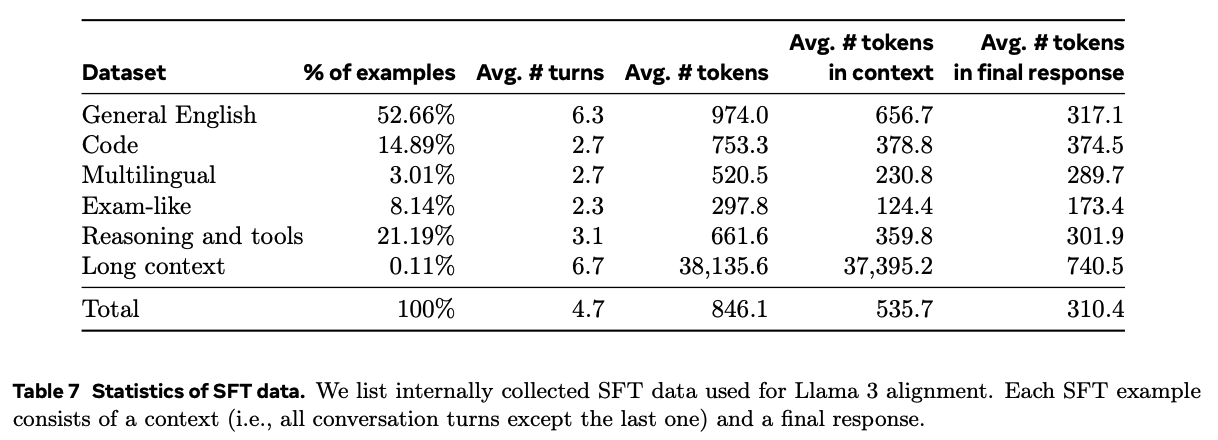 Dataset % of examples Avg. # turns Avg. # tokens Avg. # tokens in context Avg. # tokens in final response
General English 52.66% 6.3 974.0 656.7 317.1
Code 14.89% 2.7 753.3 378.8 374.5
Multilingual 3.01% 2.7 520.5 230.8 289.7
Exam-like 8.14% 2.3 297.8 124.4 173.4
Reasoning and tools 21.19% 3.1 661.6 359.8 301.9
Long context 0.11% 6.7 38,135.6 37,395.2 740.5
Total 100% 4.7 846.1 535.7 310.4
Table 7 Statistics of SFT data. We list internally collected SFT data used for Llama 3 alignment. Each SFT example
consists of a context (i.e., all conversation turns except the last one) and a final response.